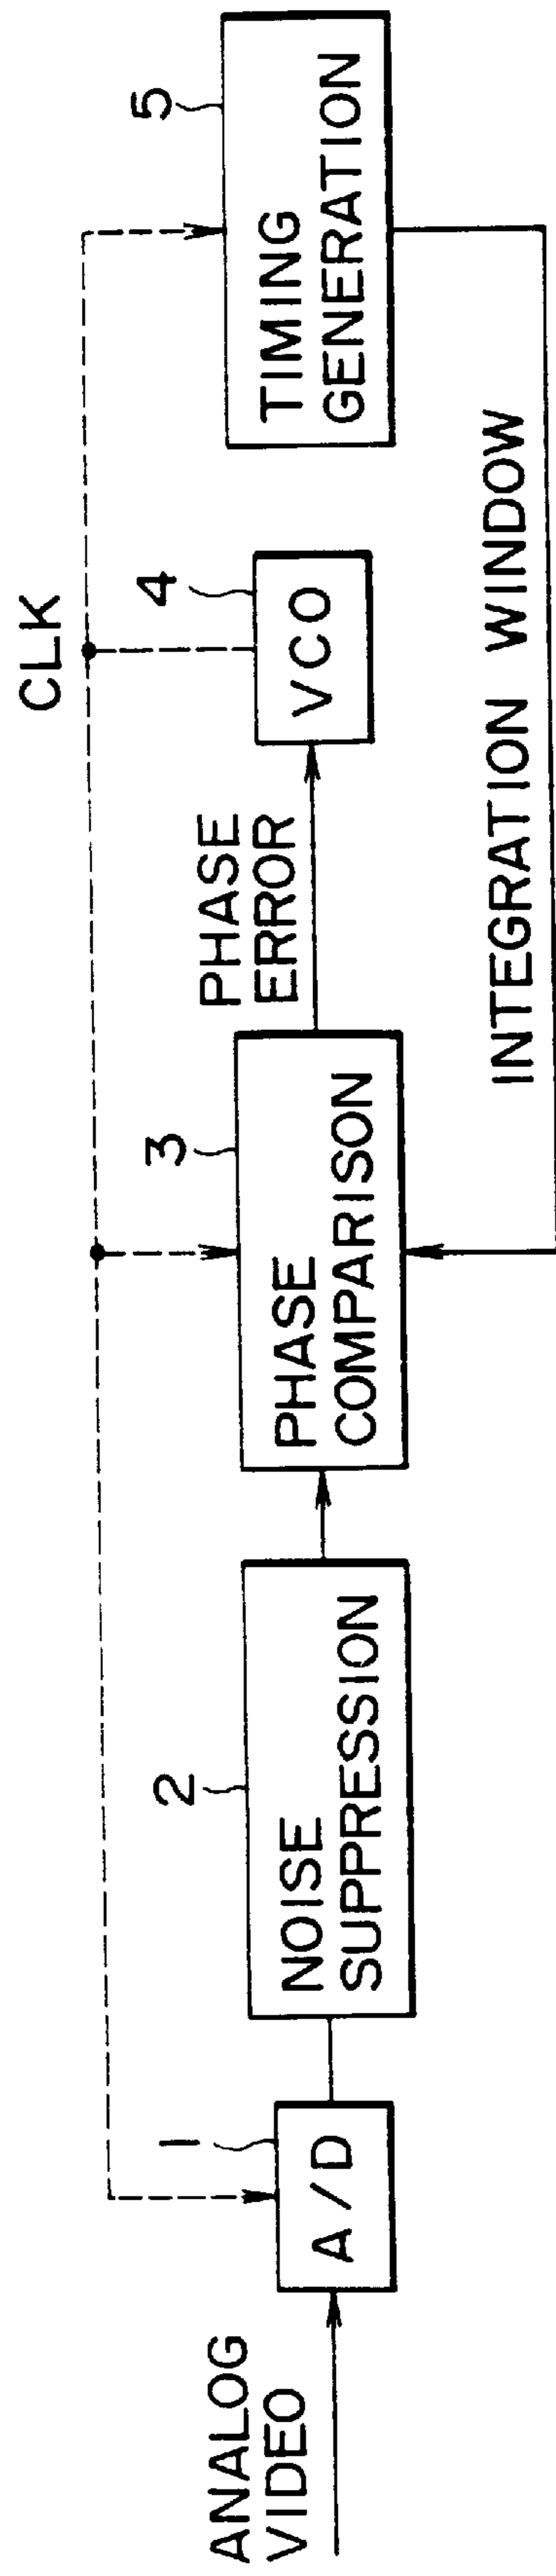 ANALOG
VIDEO
1
A/D
2
NOISE
SUPPRESSION
3
PHASE
COMPARISON
PHASE
ERROR
CLK
4
VCO
5
TIMING
GENERATION
INTEGRATION WINDOW